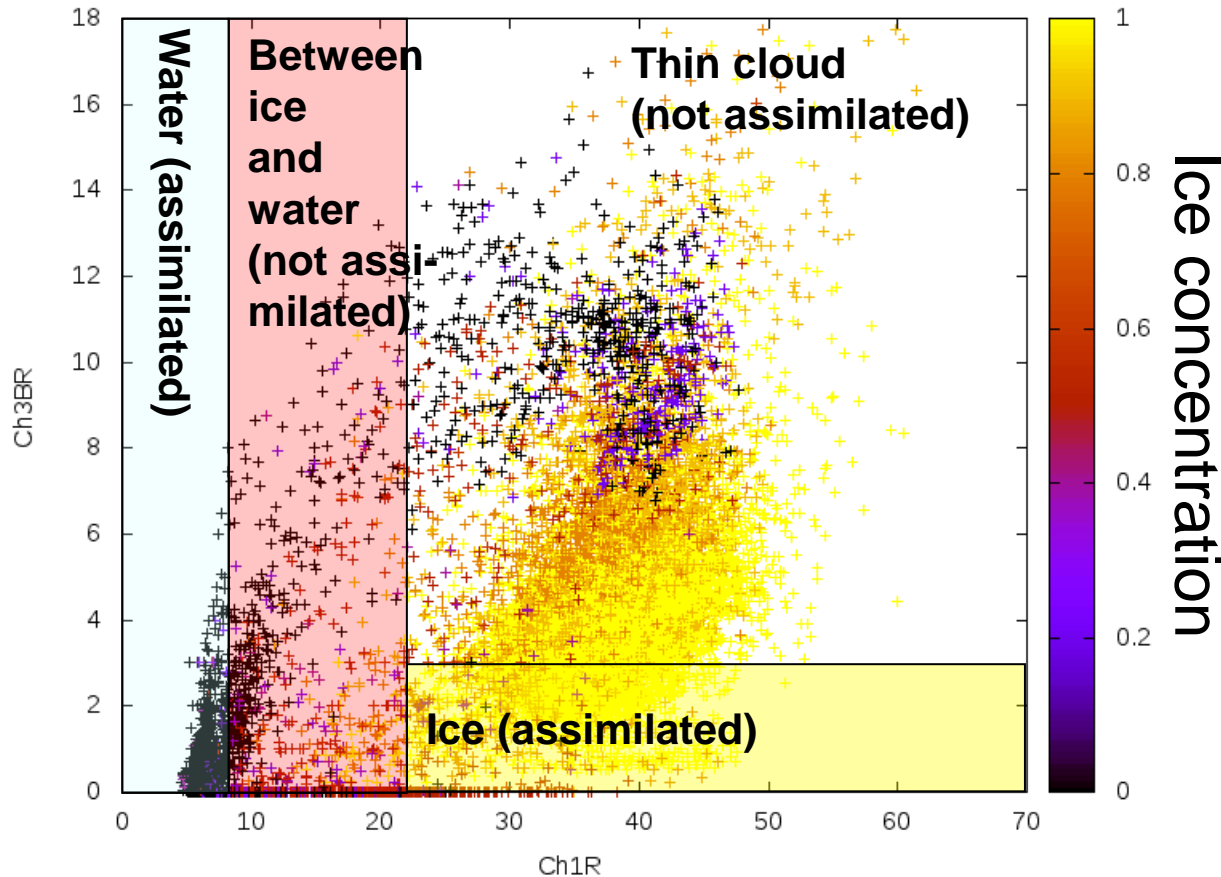 18
16
14
12
10
8
6
4
2
0
Ch3BR
Water (assimilated)
Between
ice
and
water
(not assi-
milated)
Thin cloud
(not assimilated)
Ice (assimilated)
0
10
20
30
40
50
60
70
Ch1R
1
0.8
0.6
0.4
0.2
0
Ice concentration